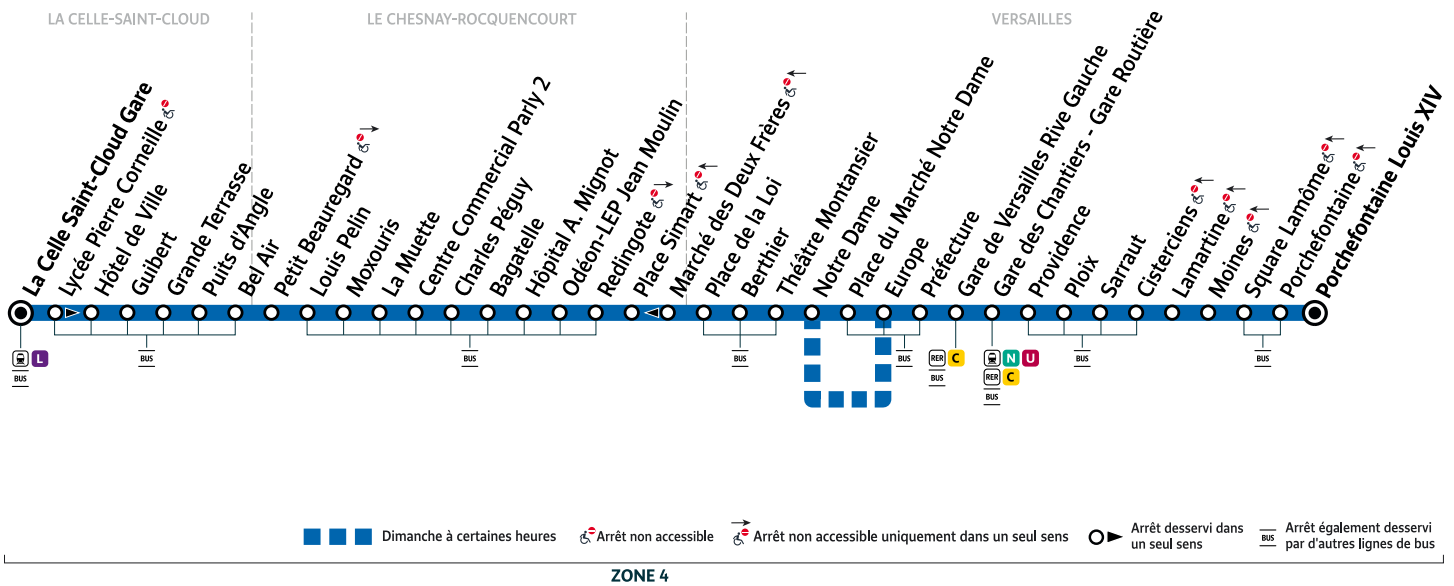 LA CELLE-SAINT-CLOUD
LE CHESNAY-ROCQUENCOURT
VERSAILLES
La Celle Saint-Cloud Gare
Lycée Pierre Corneille
Hôtel de Ville
Guibert
Grande Terrasse
Puits d'Angle
Bel Air
Petit Beauregard
Louis Pelin
Moxouris
La Muette
Centre Commercial Parly 2
Charles Péguy
Bagatelle
Hôpital A. Mignot
Odéon-LEP Jean Moulin
Redingote
Place Simart
Marché des Deux Frères
Place de la Loi
Berthier
Théâtre Montansier
Notre Dame
Place du Marché Notre Dame
Europe
Préfecture
Gare de Versailles Rive Gauche
Gare des Chantiers - Gare Routière
Providence
Ploix
Sarraut
Cisterciens
Lamartine
Moines
Square Lamôme
Porchefontaine
Porchefontaine Louis XIV
L
BUS
BUS
BUS
BUS
BUS
RER C
BUS
N U
RER C
BUS
BUS
BUS
Dimanche à certaines heures
Arrêt non accessible
Arrêt non accessible uniquement dans un seul sens
Arrêt desservi dans
un seul sens
BUS
Arrêt également desservi
par d'autres lignes de bus
ZONE 4